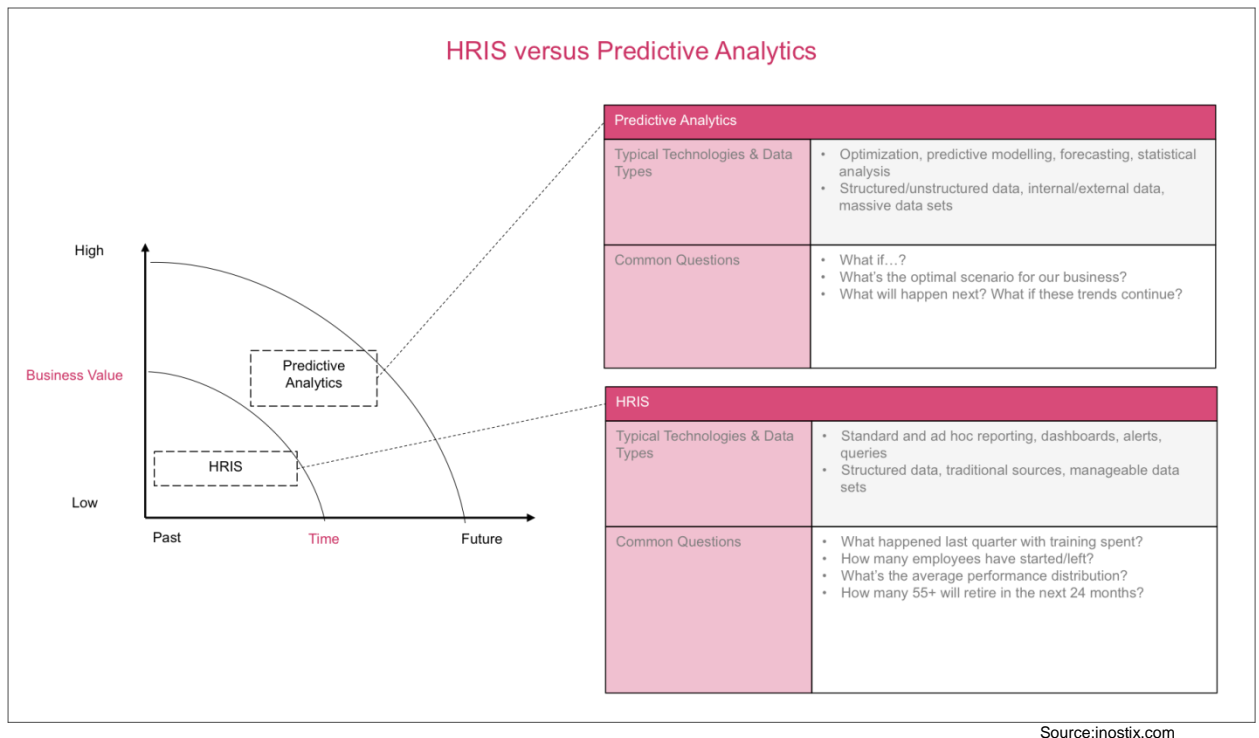 HRIS versus Predictive Analytics
High
Business Value
Low
Past
Time
Future
Predictive
Analytics
HRIS
Predictive Analytics
Typical Technologies & Data
Types
• Optimization, predictive modelling, forecasting, statistical
analysis
• Structured/unstructured data, internal/external data,
massive data sets
Common Questions
• What if…?
• What's the optimal scenario for our business?
• What will happen next? What if these trends continue?
HRIS
Typical Technologies & Data
Types
• Standard and ad hoc reporting, dashboards, alerts,
queries
• Structured data, traditional sources, manageable data
sets
Common Questions
• What happened last quarter with training spent?
• How many employees have started/left?
• What's the average performance distribution?
• How many 55+ will retire in the next 24 months?
Source:inostix.com